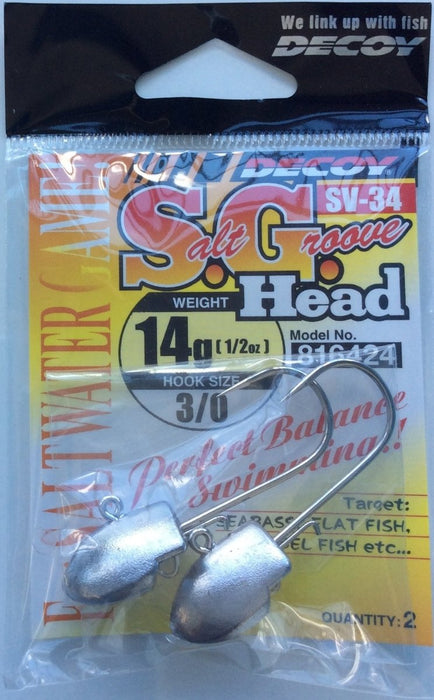 We link up with fish
DECOY
DECOY
SV-34
S.G.
Salt Groove
Head
WEIGHT
14g (1/2oz)
Model No.
816424
HOOK SIZE
3/0
Perfect Balance
Swimming.!
SALTWATER GAME
Target:
SEABASS, FLAT FISH,
FISH etc...
QUANTITY: 2